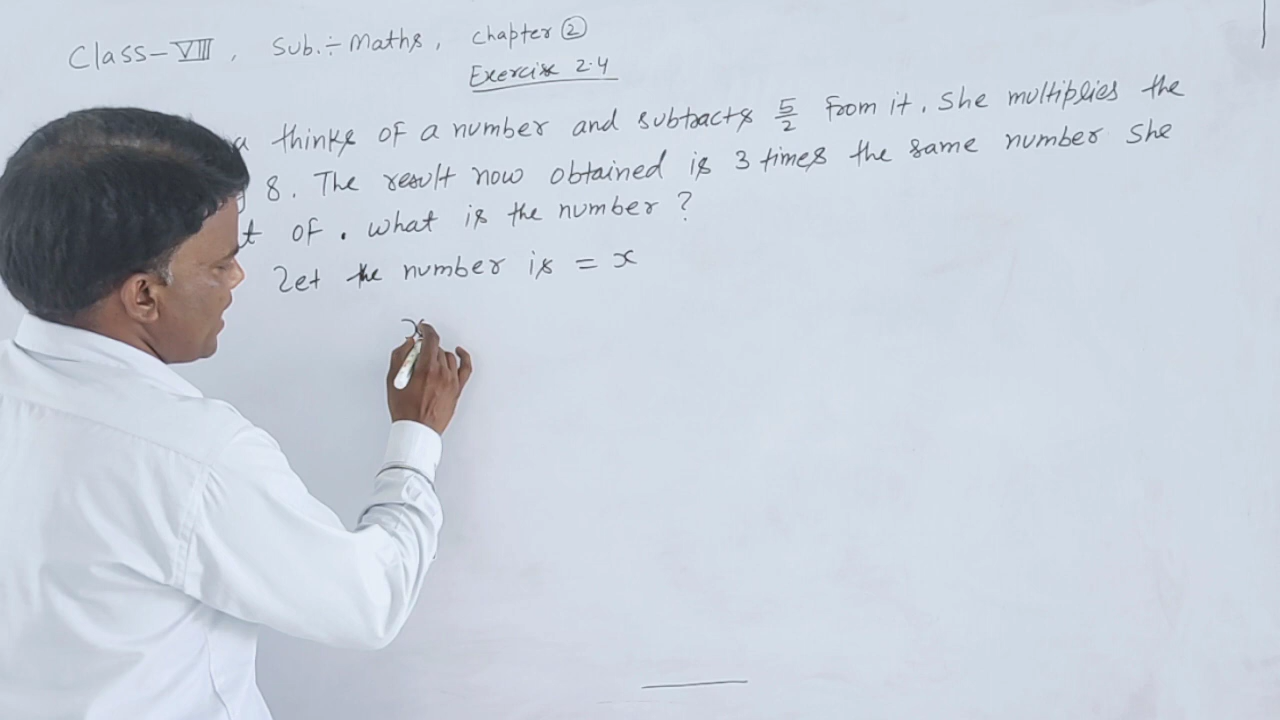 Class-VIII, Sub.÷Maths, Chapter ②
Exercise 2.4
a thinks of a number and subtracts 5/2 from it. She multiplies the
8. The result now obtained is 3 times the same number she
t of. what is the number?
Let the number is = x
x